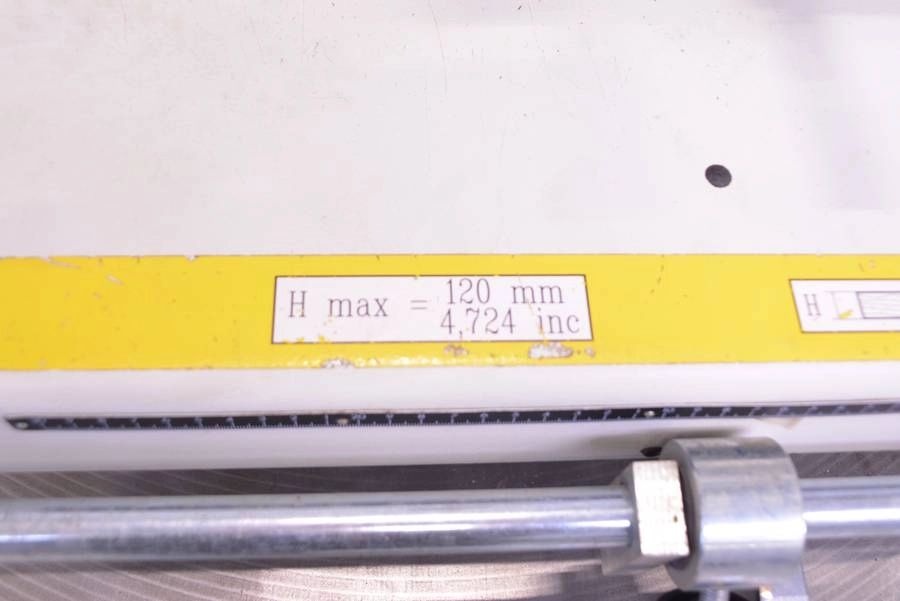 H max = 120 mm
4,724 inc
H